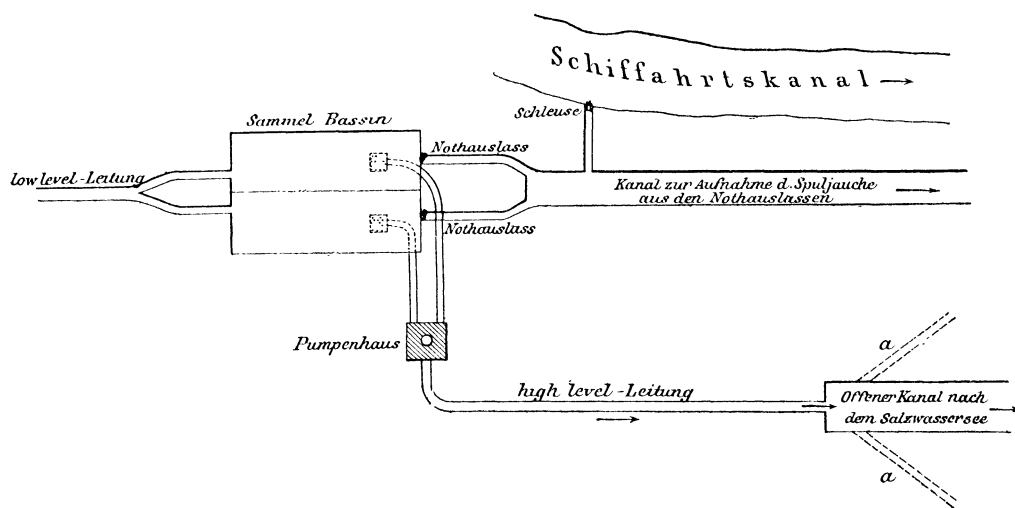 Schiffahrtskanal
Schleuse
Sammel Bassin
Nothauslass
low level-Leitung
Kanal zur Aufnahme d. Spuljauche
aus den Nothauslassen
Nothauslass
Pumpenhaus
a
high level-Leitung
Offener Kanal nach
dem Salzwassersee
a